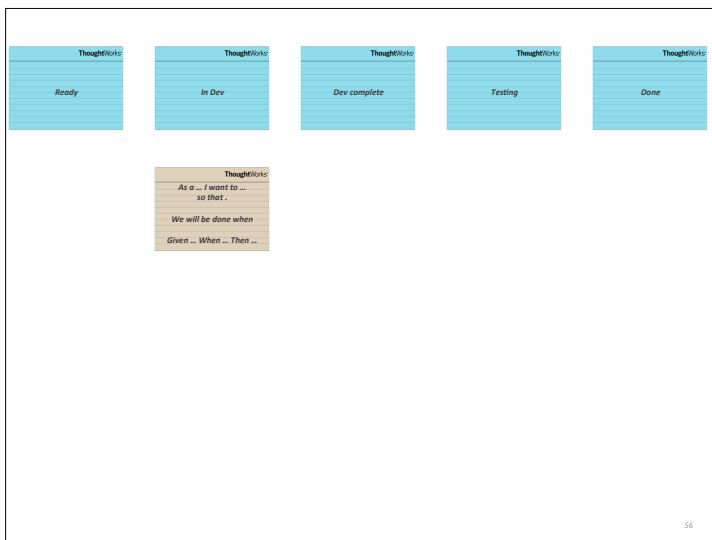 ThoughtWorks®
Ready
ThoughtWorks®
In Dev
ThoughtWorks®
Dev complete
ThoughtWorks®
Testing
ThoughtWorks®
Done
ThoughtWorks®
As a ... I want to ...
so that .
We will be done when
Given ... When ... Then ...
56